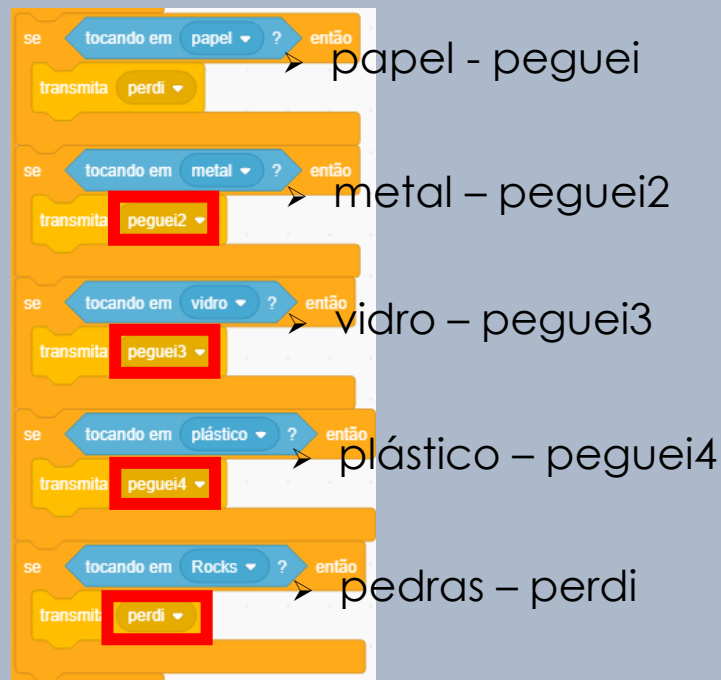 se tocando em papel ? então
papel - peguei
transmita perdi
se tocando em metal ? então
metal – peguei2
transmita peguei2
se tocando em vidro ? então
vidro – peguei3
transmita peguei3
se tocando em plástico ? então
plástico – peguei4
transmita peguei4
se tocando em Rocks ? então
pedras – perdi
transmita perdi